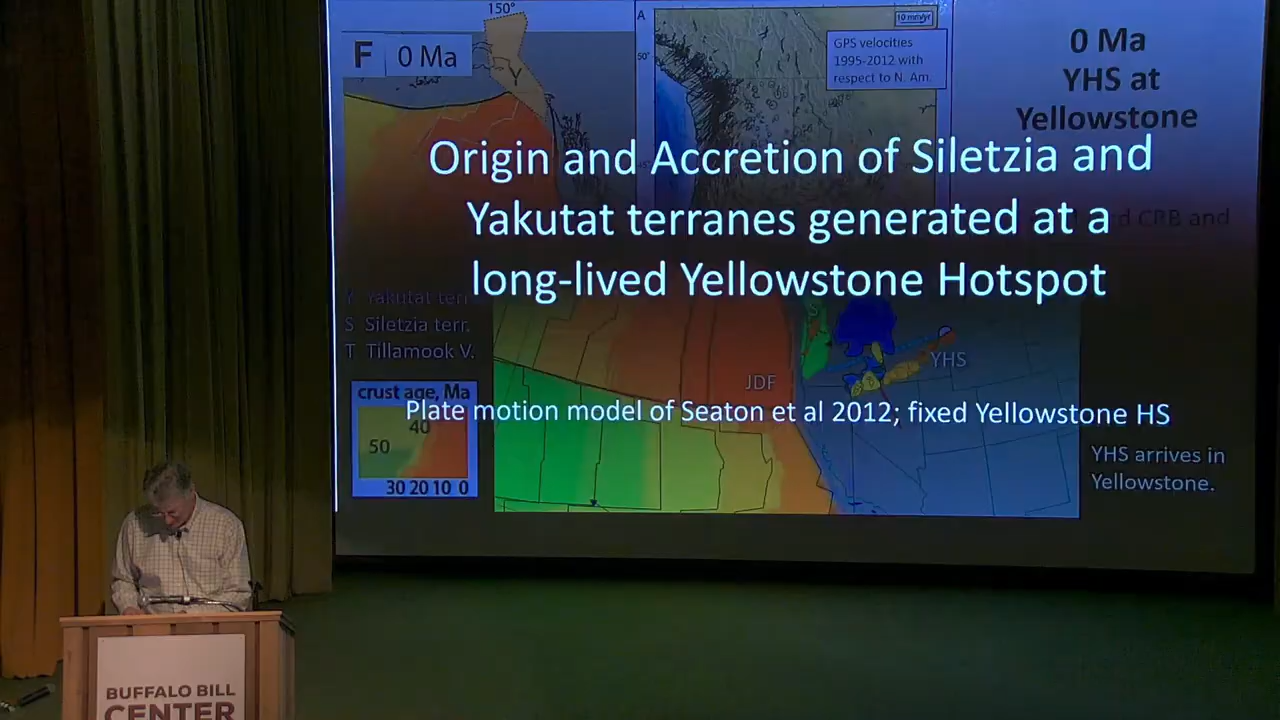 150°
F 0 Ma
Y
A
50°
10 mm/yr
GPS velocities
1995-2012 with
respect to N. Am.
0 Ma
YHS at
Yellowstone
Origin and Accretion of Siletzia and
Yakutat terranes generated at a
long-lived Yellowstone Hotspot
CRB and
Y Yakutat terr.
S Siletzia terr.
T Tillamook V.
S
YHS
JDF
crust age, Ma
Plate motion model of Seaton et al 2012; fixed Yellowstone HS
40
50
30 20 10 0
YHS arrives in
Yellowstone.
BUFFALO BILL
CENTER